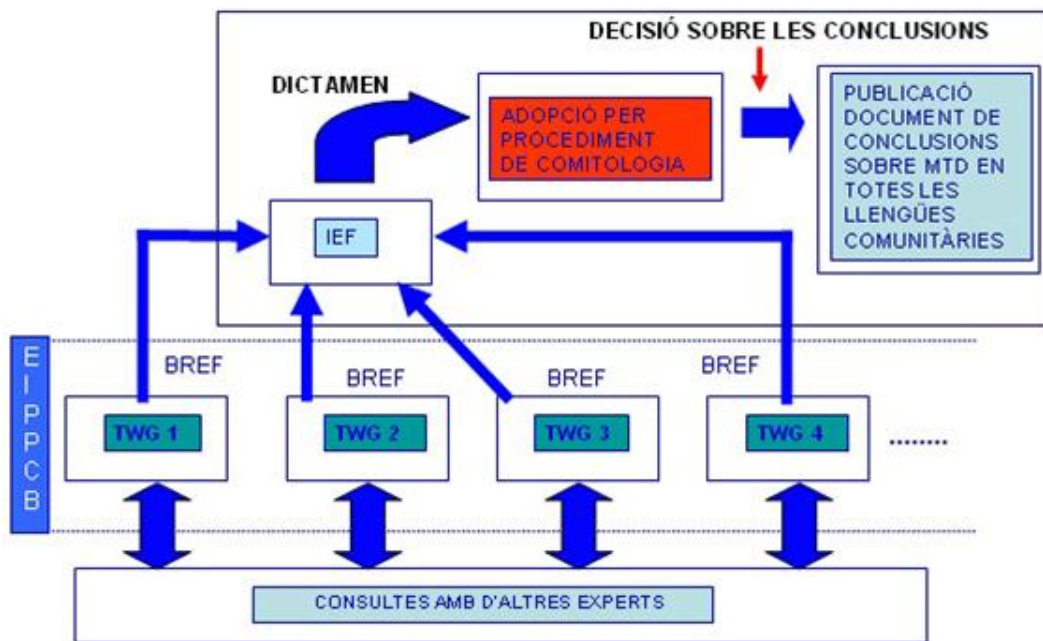 DECISIÓ SOBRE LES CONCLUSIONS
DICTAMEN
ADOPCIÓ PER
PROCEDIMENT
DE COMITOLOGIA
PUBLICACIÓ
DOCUMENT DE
CONCLUSIONS
SOBRE MTD EN
TOTES LES
LLENGÜES
COMUNITÀRIES
IEF
EIPPCB
BREF
BREF
BREF
BREF
TWG 1
TWG 2
TWG 3
TWG 4
........
CONSULTES AMB D'ALTRES EXPERTS